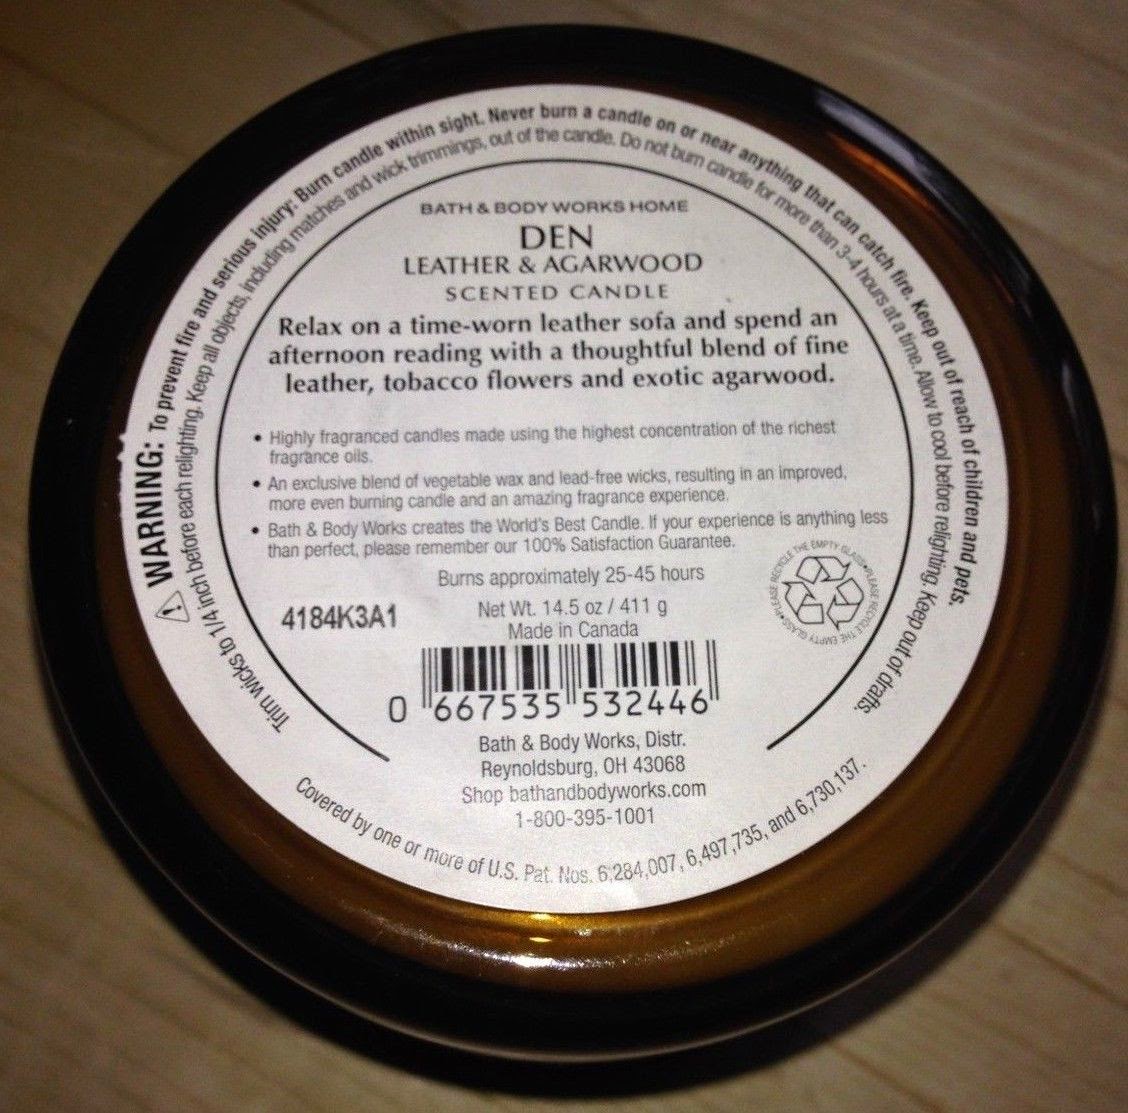 ⚠ WARNING: To prevent fire and serious injury: Burn candle within sight. Never burn a candle on or near anything that can catch fire. Keep out of reach of children and pets.
Trim wicks to 1/4 inch before each relighting. Keep all objects, including matches and wick trimmings, out of the candle. Do not burn candle for more than 3-4 hours at a time. Allow to cool before relighting. Keep out of drafts.
BATH & BODY WORKS HOME
DEN
LEATHER & AGARWOOD
SCENTED CANDLE
Relax on a time-worn leather sofa and spend an
afternoon reading with a thoughtful blend of fine
leather, tobacco flowers and exotic agarwood.
• Highly fragranced candles made using the highest concentration of the richest
fragrance oils.
• An exclusive blend of vegetable wax and lead-free wicks, resulting in an improved,
more even burning candle and an amazing fragrance experience.
• Bath & Body Works creates the World's Best Candle. If your experience is anything less
than perfect, please remember our 100% Satisfaction Guarantee.
Burns approximately 25-45 hours
4184K3A1
Net Wt. 14.5 oz / 411 g
Made in Canada
PLEASE RECYCLE THE EMPTY GLASS • PLEASE RECYCLE THE EMPTY GLASS •
0 667535 532446
Bath & Body Works, Distr.
Reynoldsburg, OH 43068
Shop bathandbodyworks.com
1-800-395-1001
Covered by one or more of U.S. Pat. Nos. 6,284,007, 6,497,735, and 6,730,137.